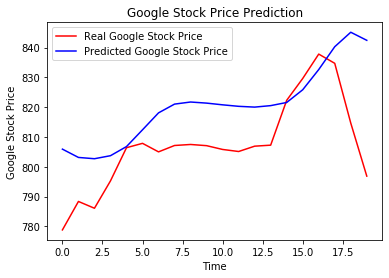 Google Stock Price Prediction
Real Google Stock Price
Predicted Google Stock Price
Google Stock Price
840
830
820
810
800
790
780
0.0 2.5 5.0 7.5 10.0 12.5 15.0 17.5
Time